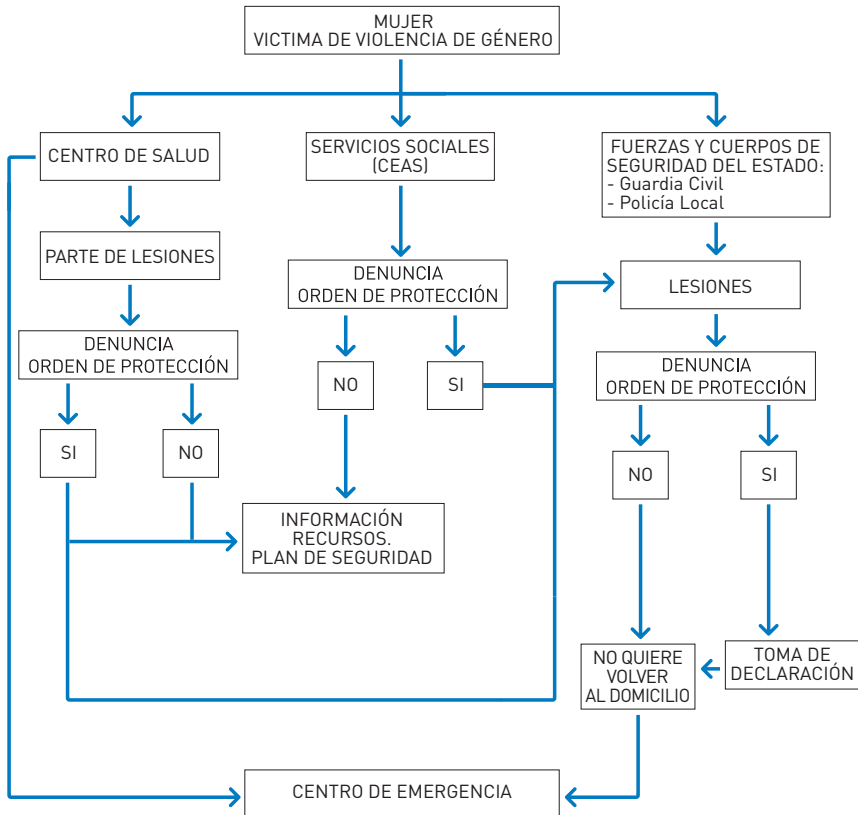 MUJER
VICTIMA DE VIOLENCIA DE GÉNERO
CENTRO DE SALUD
SERVICIOS SOCIALES
(CEAS)
FUERZAS Y CUERPOS DE
SEGURIDAD DEL ESTADO:
- Guardia Civil
- Policía Local
PARTE DE LESIONES
DENUNCIA
ORDEN DE PROTECCIÓN
LESIONES
DENUNCIA
ORDEN DE PROTECCIÓN
NO
SI
DENUNCIA
ORDEN DE PROTECCIÓN
SI
NO
NO
SI
INFORMACIÓN
RECURSOS.
PLAN DE SEGURIDAD
NO QUIERE
VOLVER
AL DOMICILIO
TOMA DE
DECLARACIÓN
CENTRO DE EMERGENCIA